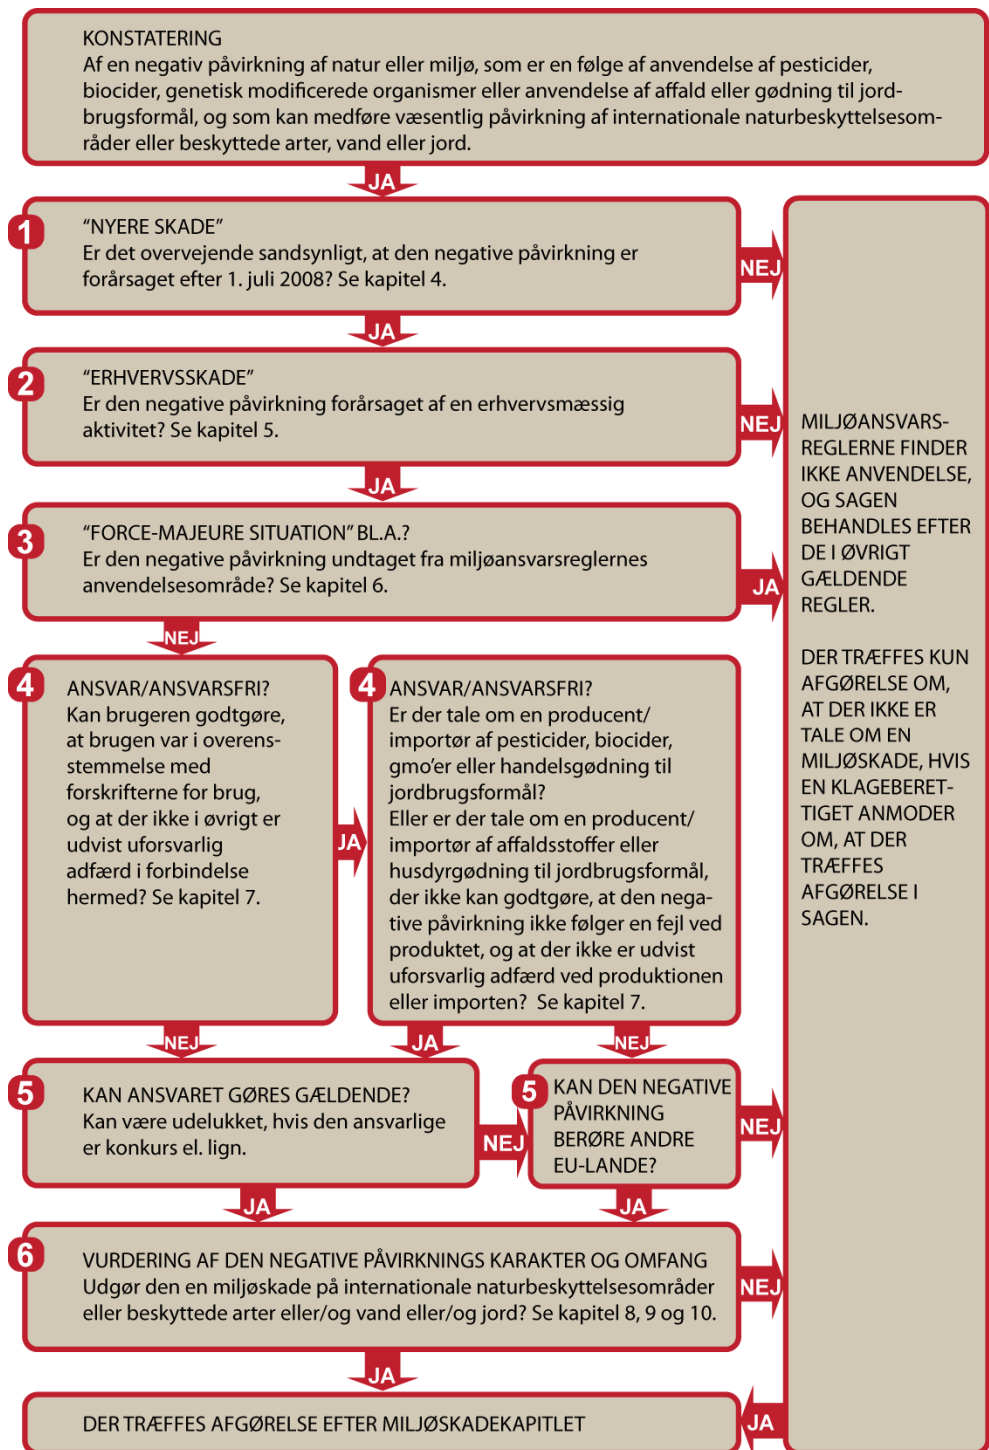 KONSTATERING
Af en negativ påvirkning af natur eller miljø, som er en følge af anvendelse af pesticider,
biocider, genetisk modificerede organismer eller anvendelse af affald eller gødning til jord-
brugsformål, og som kan medføre væsentlig påvirkning af internationale naturbeskyttelsesom-
råder eller beskyttede arter, vand eller jord.
JA
1
“NYERE SKADE”
Er det overvejende sandsynligt, at den negative påvirkning er
forårsaget efter 1. juli 2008? Se kapitel 4.
NEJ
JA
2
“ERHVERVSSKADE”
Er den negative påvirkning forårsaget af en erhvervsmæssig
aktivitet? Se kapitel 5.
NEJ
JA
3
“FORCE-MAJEURE SITUATION” BL.A.?
Er den negative påvirkning undtaget fra miljøansvarsreglernes
anvendelsesområde? Se kapitel 6.
JA
NEJ
4
ANSVAR/ANSVARSFRI?
Kan brugeren godtgøre,
at brugen var i overens-
stemmelse med
forskrifterne for brug,
og at der ikke i øvrigt er
udvist uforsvarlig
adfærd i forbindelse
hermed? Se kapitel 7.
JA
4
ANSVAR/ANSVARSFRI?
Er der tale om en producent/
importør af pesticider, biocider,
gmo’er eller handelsgødning til
jordbrugsformål?
Eller er der tale om en producent/
importør af affaldsstoffer eller
husdyrgødning til jordbrugsformål,
der ikke kan godtgøre, at den nega-
tive påvirkning ikke følger en fejl ved
produktet, og at der ikke er udvist
uforsvarlig adfærd ved produktionen
eller importen?  Se kapitel 7.
NEJ
JA
NEJ
5
KAN ANSVARET GØRES GÆLDENDE?
Kan være udelukket, hvis den ansvarlige
er konkurs el. lign.
NEJ
5
KAN DEN NEGATIVE
PÅVIRKNING
BERØRE ANDRE
EU-LANDE?
NEJ
JA
JA
6
VURDERING AF DEN NEGATIVE PÅVIRKNINGS KARAKTER OG OMFANG
Udgør den en miljøskade på internationale naturbeskyttelsesområder
eller beskyttede arter eller/og vand eller/og jord? Se kapitel 8, 9 og 10.
NEJ
JA
DER TRÆFFES AFGØRELSE EFTER MILJØSKADEKAPITLET
JA
MILJØANSVARS-
REGLERNE FINDER
IKKE ANVENDELSE,
OG SAGEN
BEHANDLES EFTER
DE I ØVRIGT
GÆLDENDE
REGLER.
DER TRÆFFES KUN
AFGØRELSE OM,
AT DER IKKE ER
TALE OM EN
MILJØSKADE, HVIS
EN KLAGEBERET-
TIGET ANMODER
OM, AT DER
TRÆFFES
AFGØRELSE I
SAGEN.